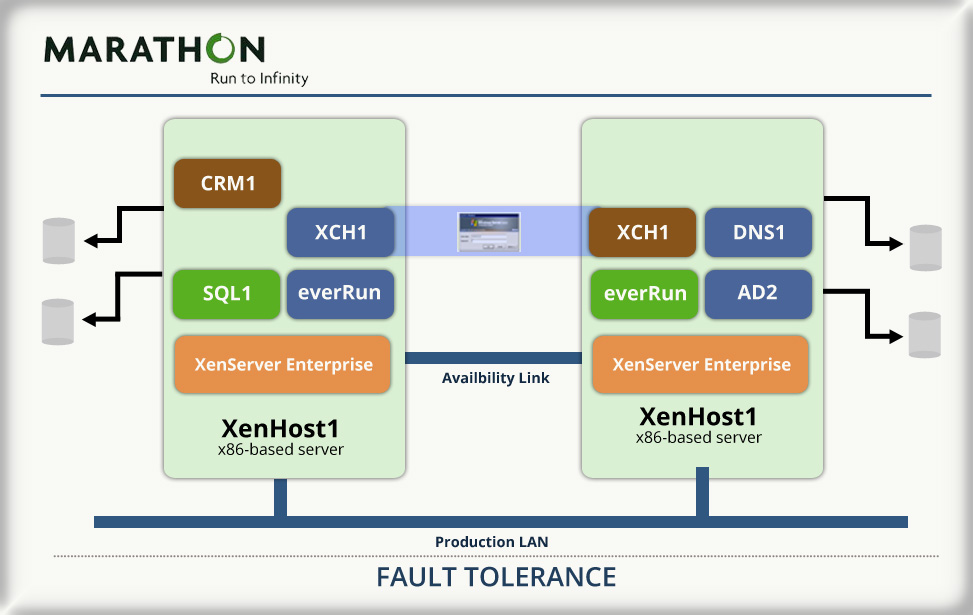 MARATHON
Run to Infinity
CRM1
XCH1
SQL1
everRun
XenServer Enterprise
XenHost1
x86-based server
XCH1
DNS1
everRun
AD2
XenServer Enterprise
XenHost1
x86-based server
Availbility Link
Production LAN
FAULT TOLERANCE